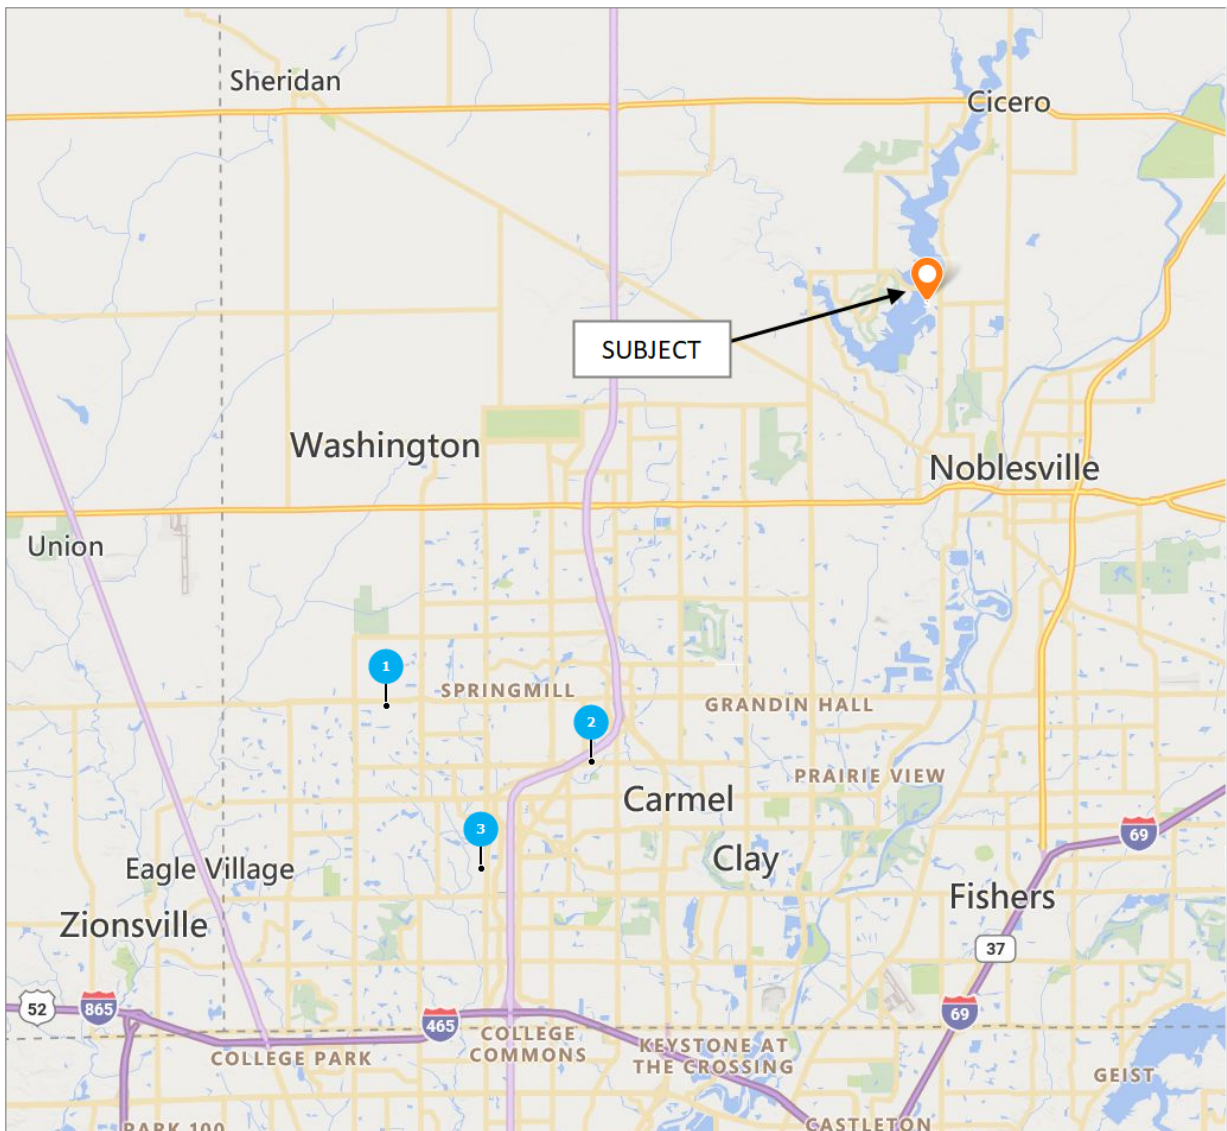 Sheridan
Cicero
SUBJECT
Washington
Noblesville
Union
1
SPRINGMILL
GRANDIN HALL
2
PRAIRIE VIEW
Carmel
3
69
Clay
Eagle Village
Fishers
Zionsville
37
52
865
465
69
COLLEGE
COMMONS
COLLEGE PARK
KEYSTONE AT
THE CROSSING
GEIST
PARK 100
CASTLETON